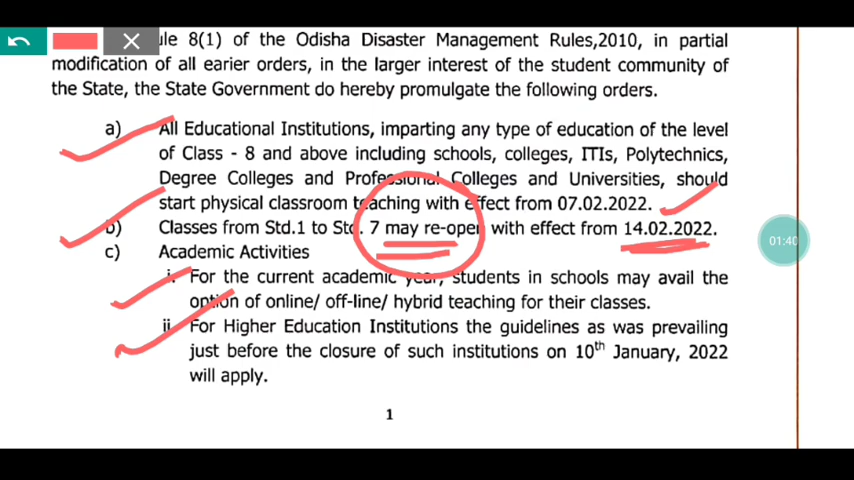 ule 8(1) of the Odisha Disaster Management Rules,2010, in partial
modification of all earier orders, in the larger interest of the student community of
the State, the State Government do hereby promulgate the following orders.
a) All Educational Institutions, imparting any type of education of the level
of Class - 8 and above including schools, colleges, ITIs, Polytechnics,
Degree Colleges and Professional Colleges and Universities, should
start physical classroom teaching with effect from 07.02.2022.
b) Classes from Std.1 to Std. 7 may re-open with effect from 14.02.2022.
c) Academic Activities
i. For the current academic year, students in schools may avail the
option of online/ off-line/ hybrid teaching for their classes.
ii. For Higher Education Institutions the guidelines as was prevailing
just before the closure of such institutions on 10th January, 2022
will apply.
1
01:40